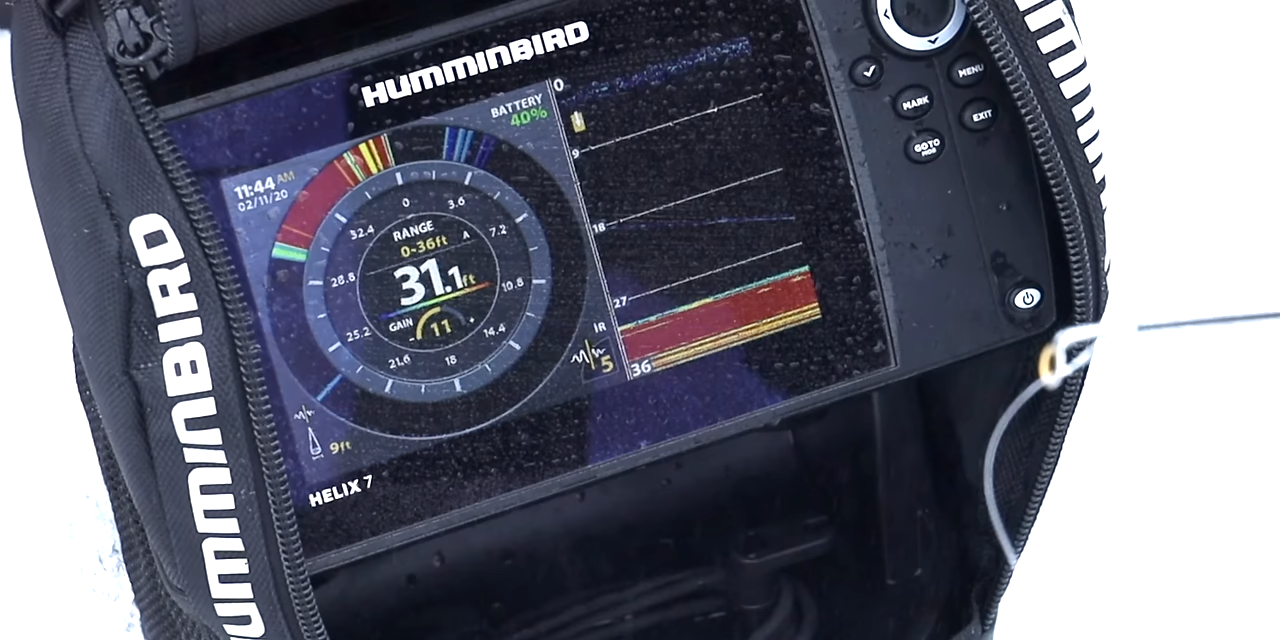 HUMMINBIRD
BATTERY
40%
11:44 AM
02/11/20
0
3.6
7.2
10.8
14.4
18
21.6
25.2
28.8
32.4
RANGE
A
0-36ft
31.1ft
GAIN
- 11 +
IR
5
9ft
0
9
18
27
36
HELIX 7
MENU
MARK
EXIT
GO TO
HUMMINBIRD